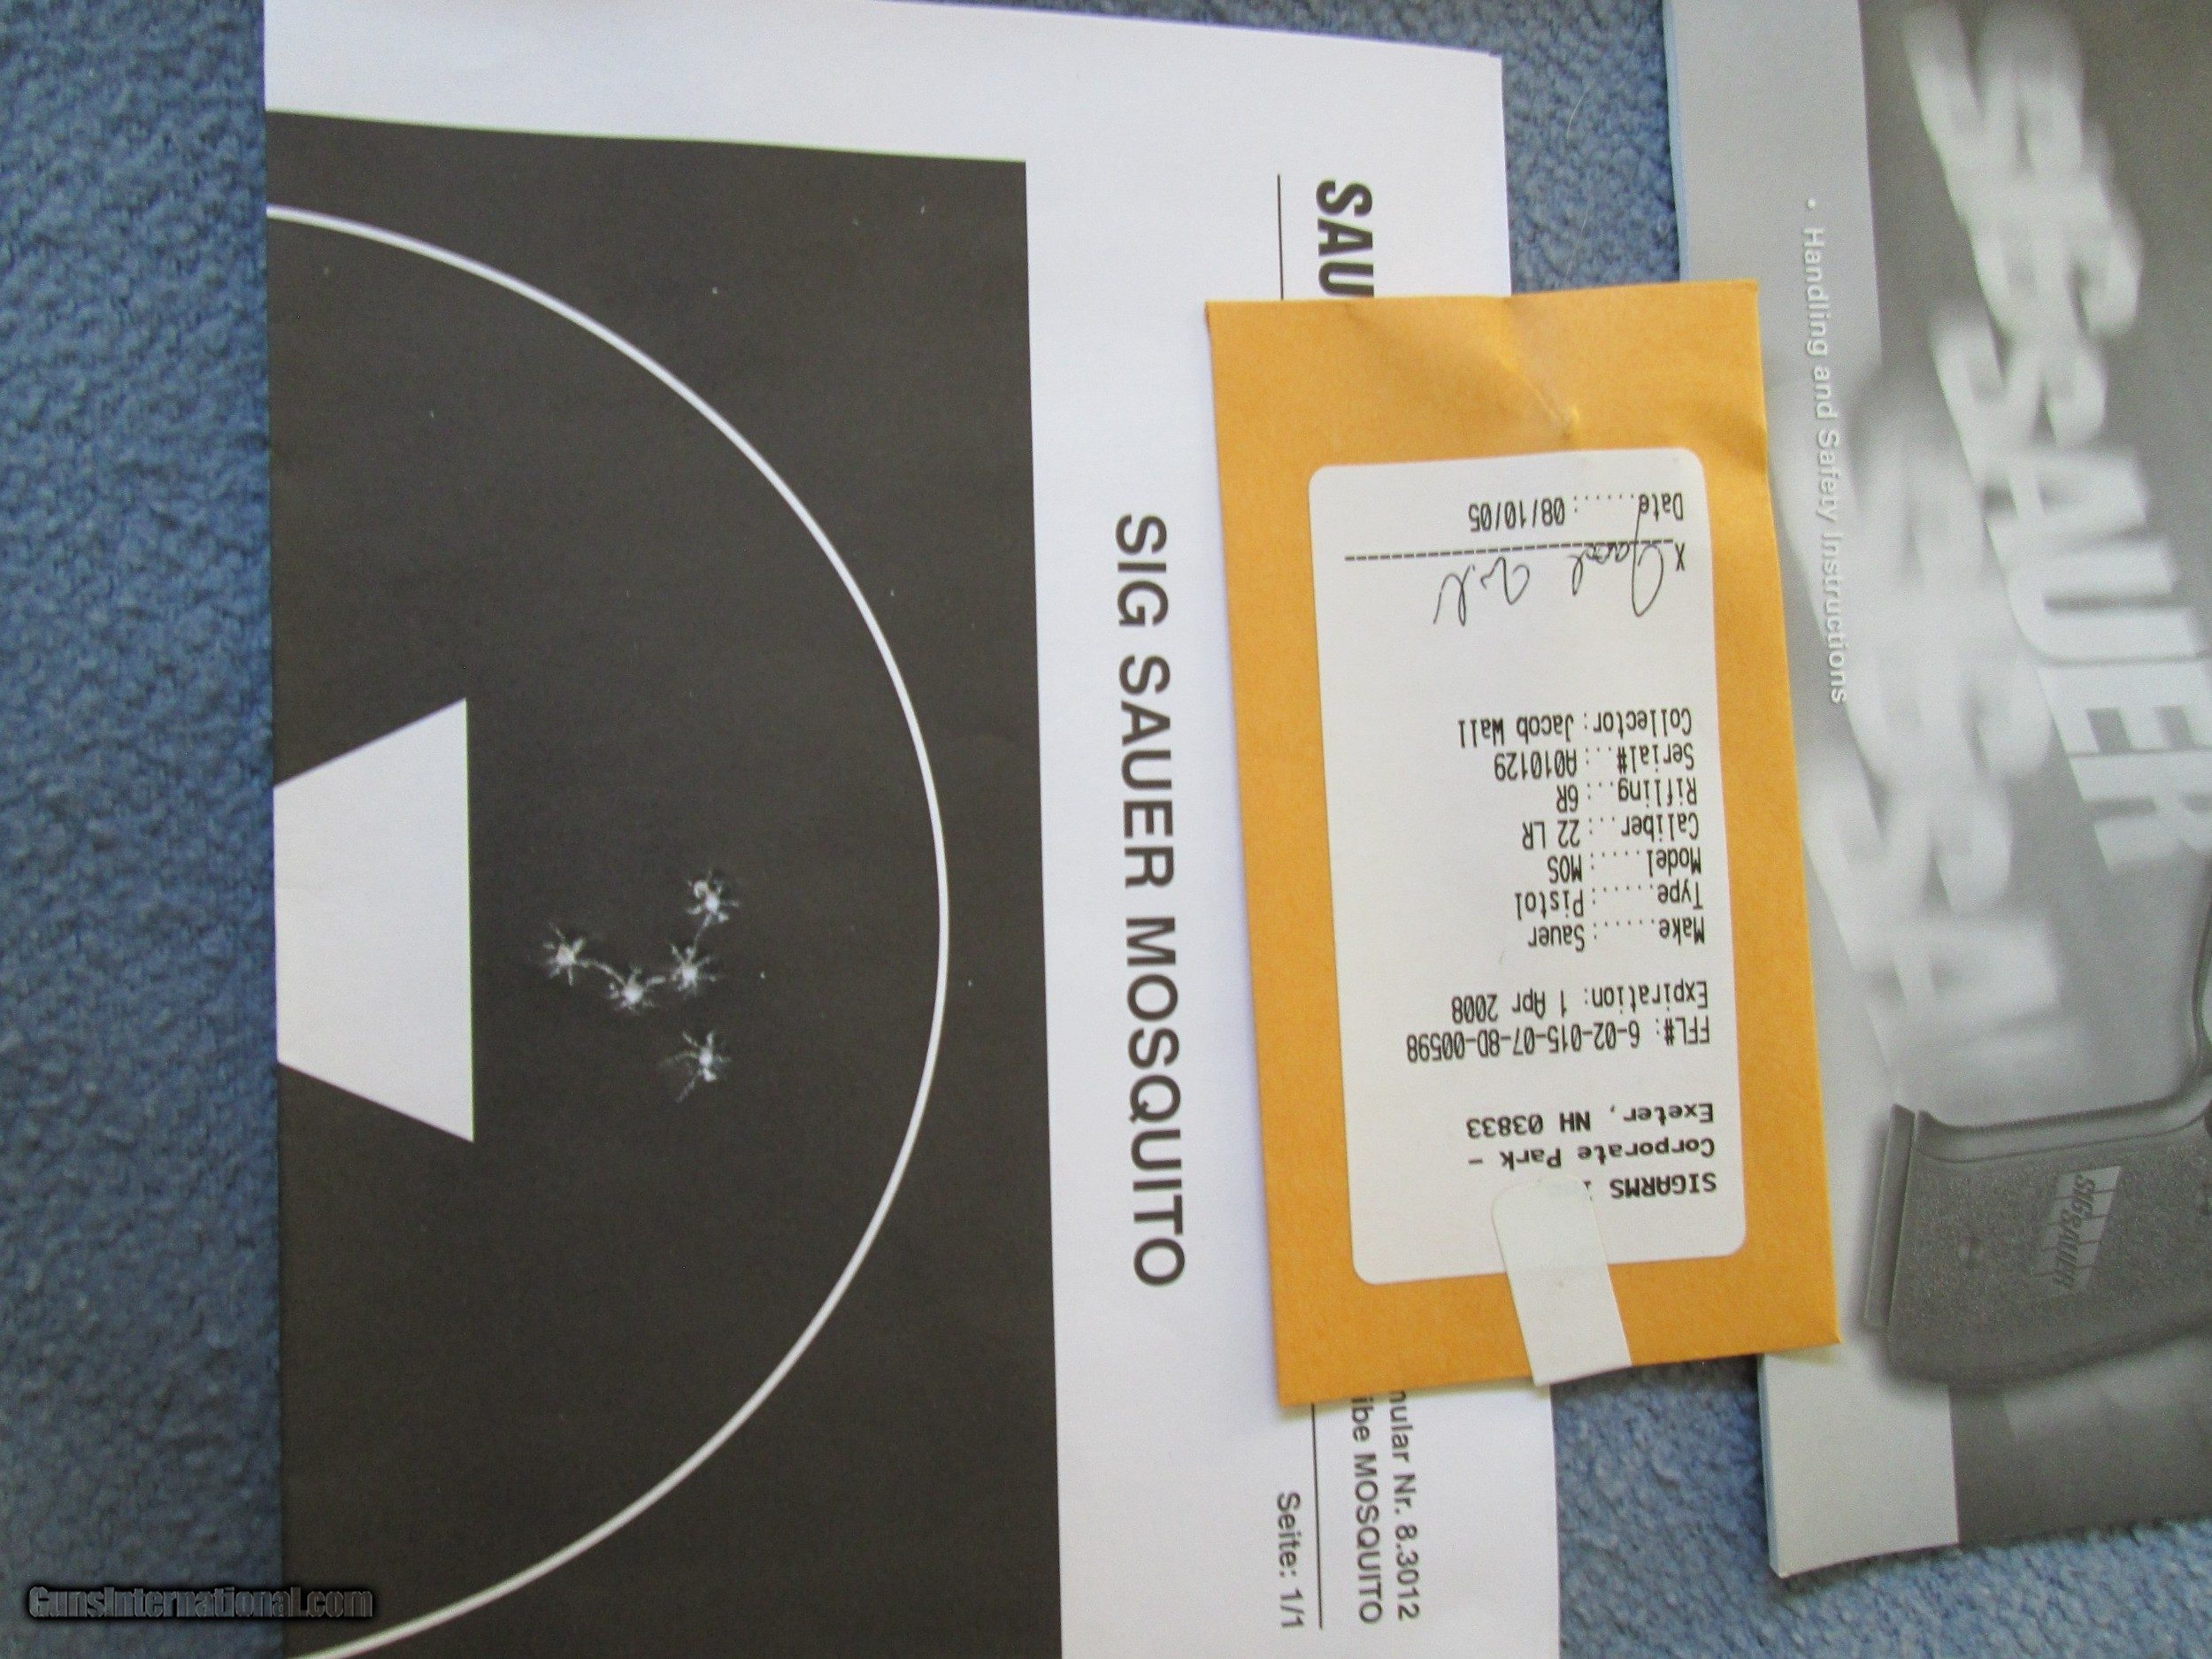 SAU
SIG SAUER MOSQUITO
mular Nr. 8.3012
ibe MOSQUITO
Seite: 1/1
SIGARMS
Corporate Park -
Exeter, NH 03833
FFL#: 6-02-015-07-8D-00598
Expiration: 1 Apr 2008
Make......: Sauer
Type......: Pistol
Model.....: MOS
Caliber...: 22 LR
Rifling...: 6R
Serial#...: A010129
Collector: Jacob Wall
X
Date......: 08/10/05
• Handling and Safety Instructions
SAUER
SIG SAUER
GunsInternational.com